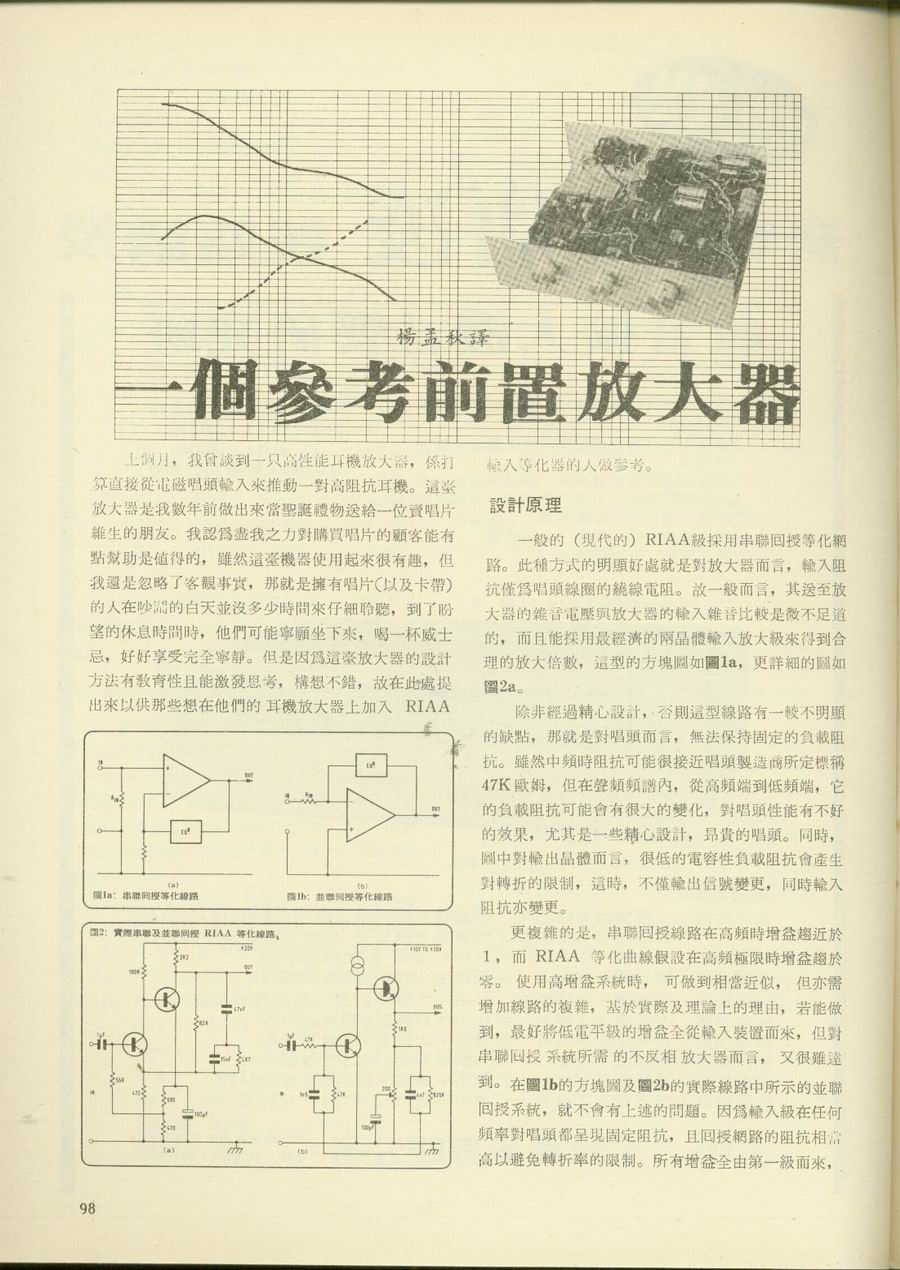 楊孟秋譯
一個參考前置放大器
上個月，我曾談到一只高性能耳機放大器，係打
算直接從電磁唱頭輸入來推動一對高阻抗耳機。這臺
放大器是我數年前做出來當聖誕禮物送給一位賣唱片
維生的朋友。我認爲盡我之力對購買唱片的顧客能有
點幫助是值得的，雖然這臺機器使用起來很有趣，但
我還是忽略了客觀事實，那就是擁有唱片(以及卡帶)
的人在吵鬧的白天並沒多少時間來仔細聆聽，到了盼
望的休息時間時，他們可能寧願坐下來，喝一杯威士
忌，好好享受完全寧靜。但是因爲這臺放大器的設計
方法有教育性且能激發思考，構想不錯，故在此處提
出來以供那些想在他們的 耳機放大器上加入 RIAA
IN
RIN
EQN
OUT
(a)
圖1a: 串聯回授等化線路
IN
RIN
EQN
OUT
(b)
圖1b: 並聯回授等化線路
圖2: 實際串聯及並聯回授 RIAA 等化線路。
+20V
2K2
OUT
100K
82K
47nF
1µF
15nF
4K7
56K
IN
470
680
100µF
470
(a)
+10V TO +20V
OUT
1K0
1µF
47K
IN
1n5
47K
200
100µF
4n7
820K
(b)
輸入等化器的人做參考。
設計原理
一般的（現代的）RIAA級採用串聯回授等化網
路。此種方式的明顯好處就是對放大器而言，輸入阻
抗僅爲唱頭線圈的繞線電阻。故一般而言，其送至放
大器的雜音電壓與放大器的輸入雜音比較是微不足道
的，而且能採用最經濟的兩晶體輸入放大級來得到合
理的放大倍數，這型的方塊圖如圖1a，更詳細的圖如
圖2a。
除非經過精心設計，否則這型線路有一較不明顯
的缺點，那就是對唱頭而言，無法保持固定的負載阻
抗。雖然中頻時阻抗可能很接近唱頭製造商所定標稱
47K 歐姆，但在聲頻頻譜內，從高頻端到低頻端，它
的負載阻抗可能會有很大的變化，對唱頭性能有不好
的效果，尤其是一些精心設計，昂貴的唱頭。同時，
圖中對輸出晶體而言，很低的電容性負載阻抗會產生
對轉折的限制，這時，不僅輸出信號變更，同時輸入
阻抗亦變更。
更複雜的是，串聯回授線路在高頻時增益趨近於
1，而 RIAA 等化曲線假設在高頻極限時增益趨於
零。 使用高增益系統時， 可做到相當近似， 但亦需
增加線路的複雜，基於實際及理論上的理由，若能做
到，最好將低電平級的增益全從輸入裝置而來，但對
串聯回授 系統所需 的不反相 放大器而言， 又很難達
到。在圖1b的方塊圖及圖2b的實際線路中所示的並聯
回授系統，就不會有上述的問題。因爲輸入級在任何
頻率對唱頭都呈現固定阻抗，且回授網路的阻抗相當
高以避免轉折率的限制。所有增益全由第一級而來，
98